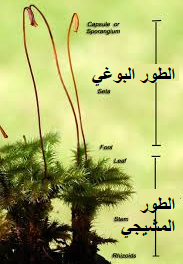 Capsule or
Sporangium
الطور البوغي
Seta
Foot
Leaf
الطور
المشيجي
Stem
Rhizoids